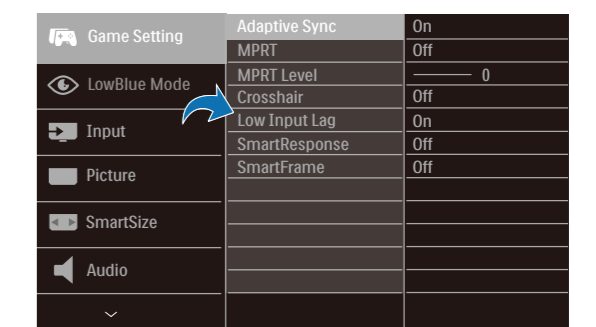 Game Setting
LowBlue Mode
Input
Picture
SmartSize
Audio
Adaptive Sync On
MPRT Off
MPRT Level 0
Crosshair Off
Low Input Lag On
SmartResponse Off
SmartFrame Off